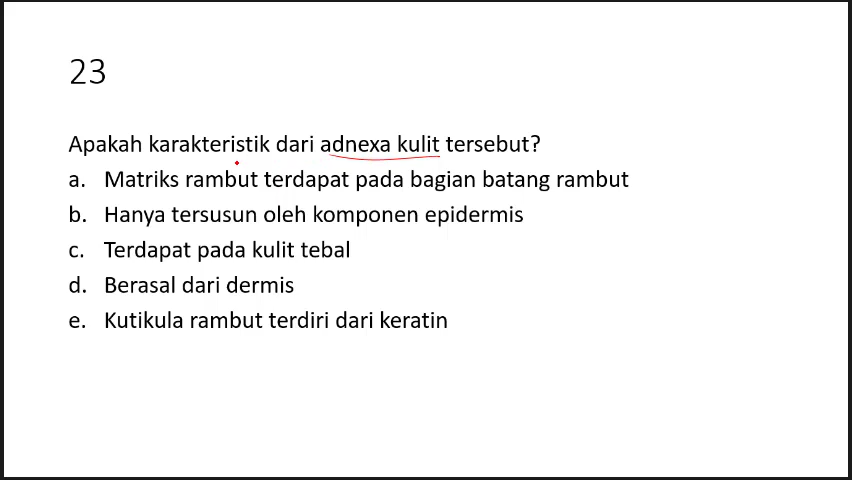 23
Apakah karakteristik dari adnexa kulit tersebut?
a. Matriks rambut terdapat pada bagian batang rambut
b. Hanya tersusun oleh komponen epidermis
c. Terdapat pada kulit tebal
d. Berasal dari dermis
e. Kutikula rambut terdiri dari keratin